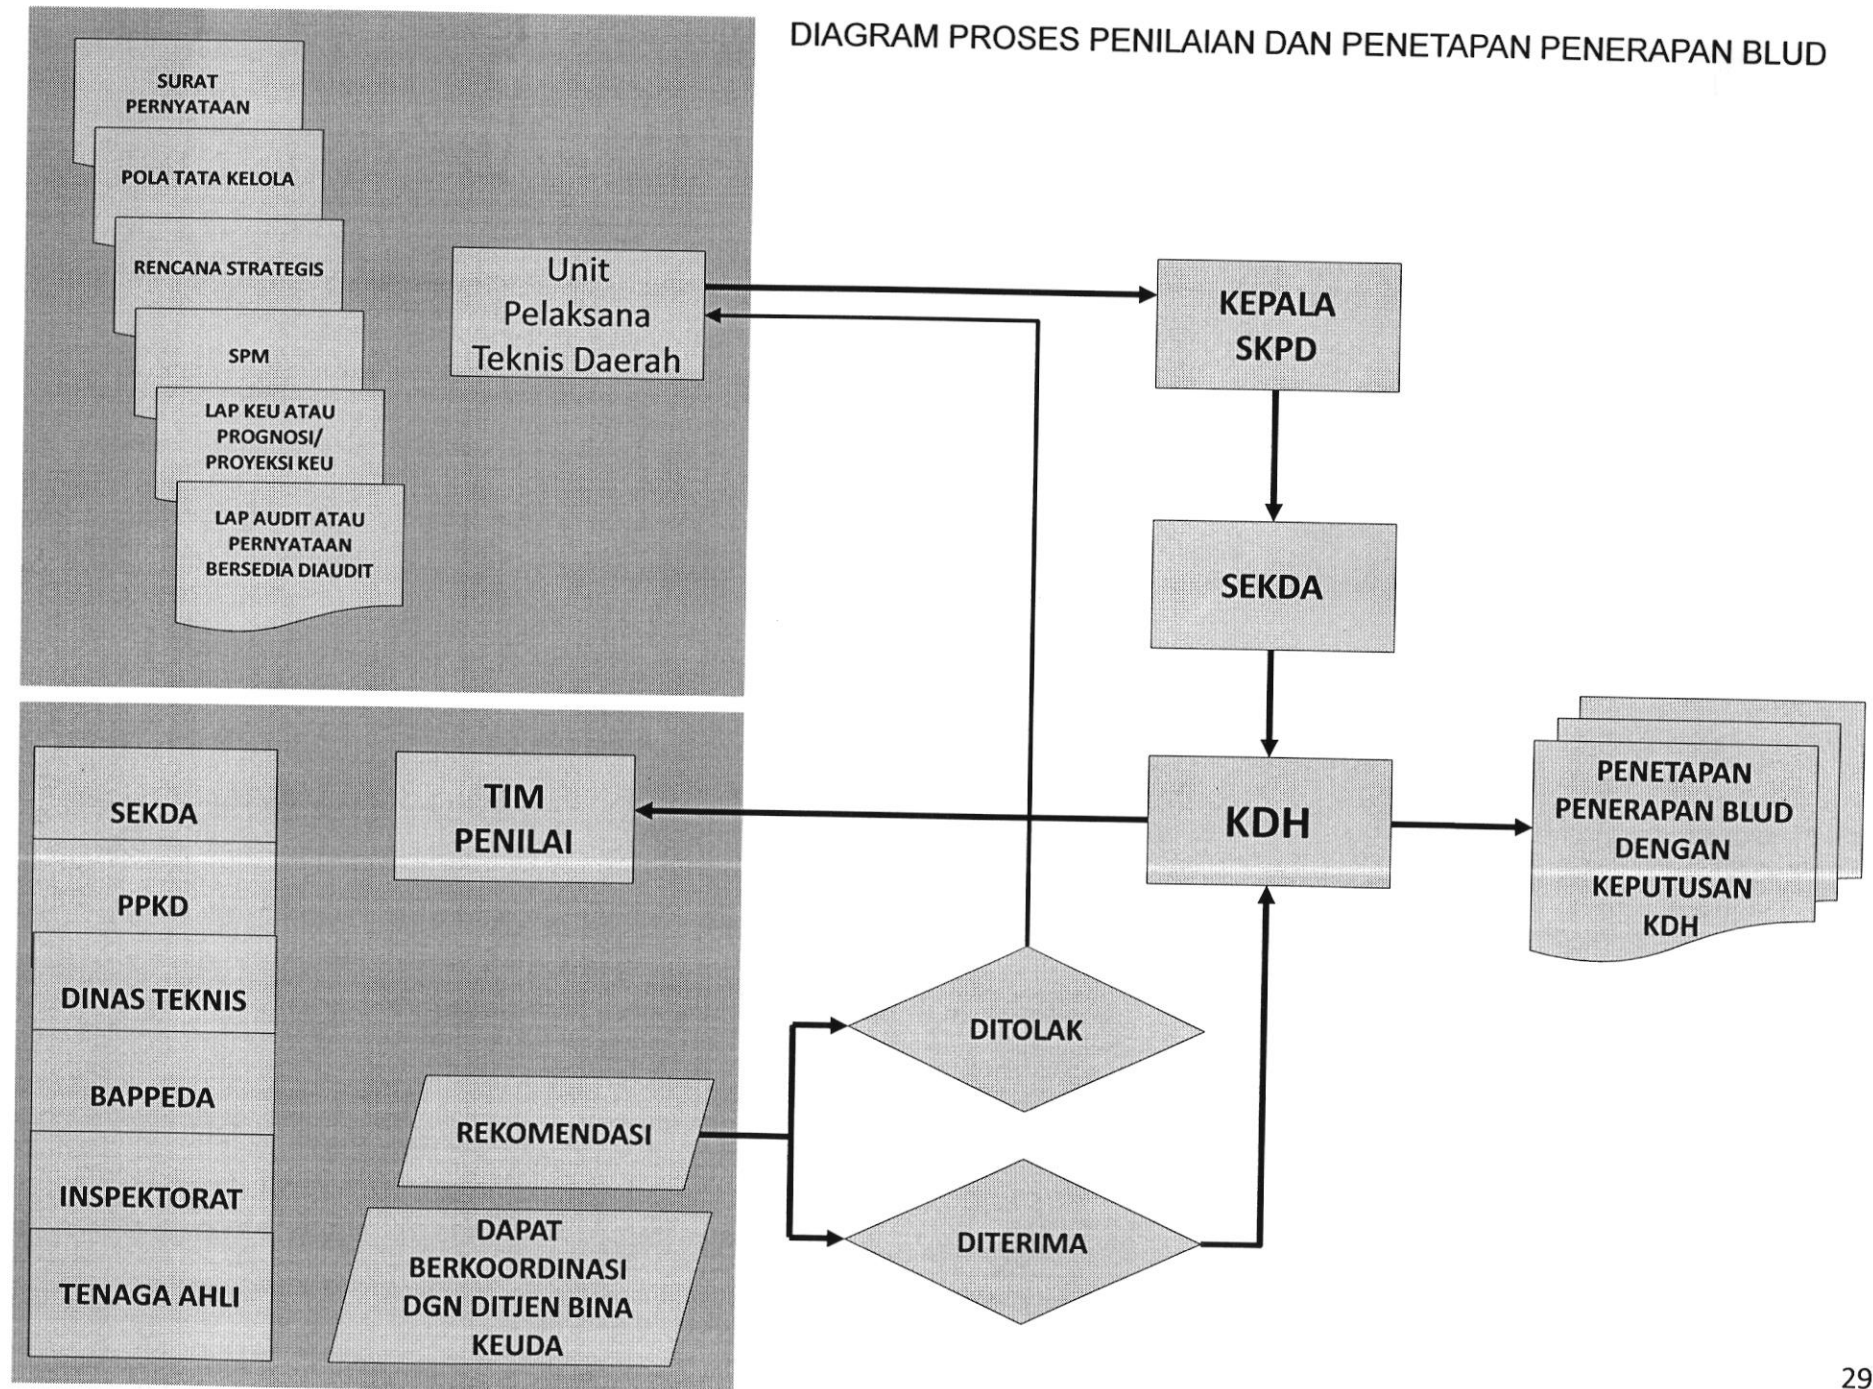 DIAGRAM PROSES PENILAIAN DAN PENETAPAN PENERAPAN BLUD
SURAT
PERNYATAAN
POLA TATA KELOLA
RENCANA STRATEGIS
SPM
LAP KEU ATAU
PROGNOSI/
PROYEKSI KEU
LAP AUDIT ATAU
PERNYATAAN
BERSEDIA DIAUDIT
Unit
Pelaksana
Teknis Daerah
KEPALA
SKPD
SEKDA
KDH
PENETAPAN
PENERAPAN BLUD
DENGAN
KEPUTUSAN
KDH
TIM
PENILAI
SEKDA
PPKD
DINAS TEKNIS
BAPPEDA
INSPEKTORAT
TENAGA AHLI
REKOMENDASI
DAPAT
BERKOORDINASI
DGN DITJEN BINA
KEUDA
DITOLAK
DITERIMA
29